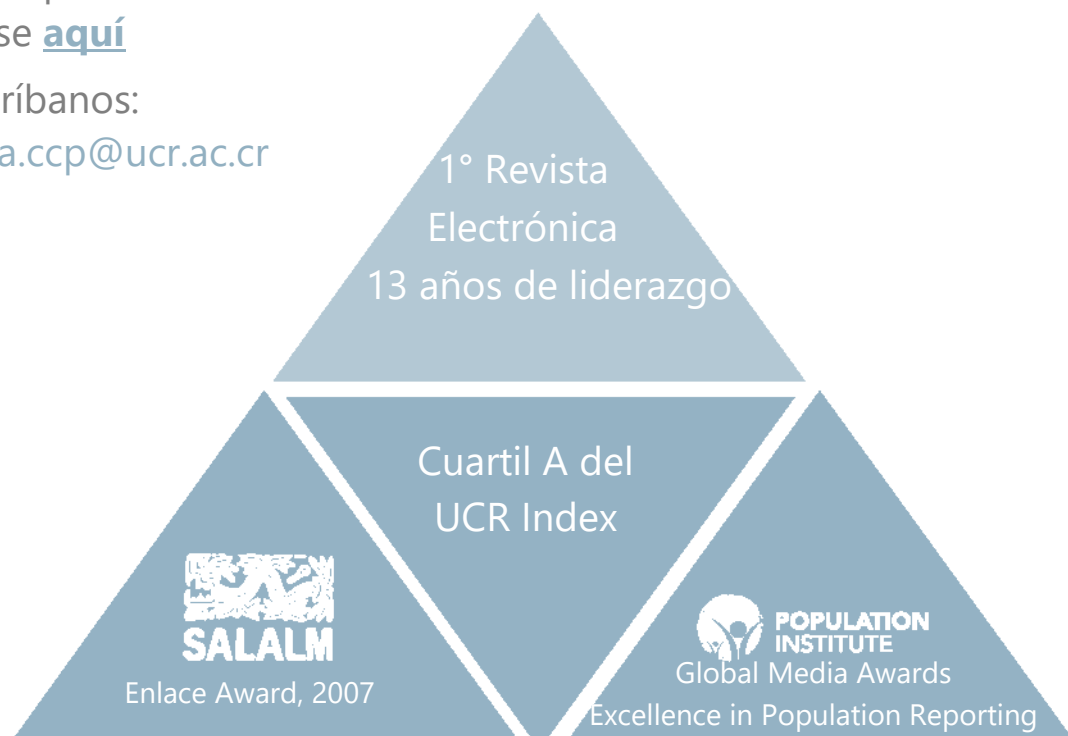 se aquí
ríbanos:
a.ccp@ucr.ac.cr
1° Revista
Electrónica
13 años de liderazgo
Cuartil A del
UCR Index
SALALM
Enlace Award, 2007
POPULATION
INSTITUTE
Global Media Awards
Excellence in Population Reporting